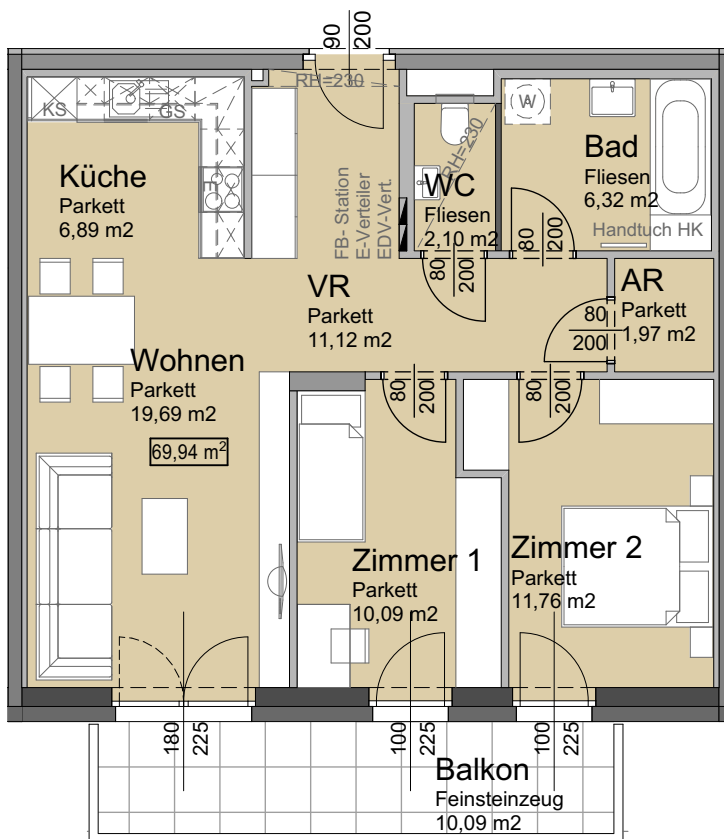 90
200
RH=230
KS
GS
E
Küche
Parkett
6,89 m2
FB- Station
E-Verteiler
EDV-Vert.
RH=230
WC
Fliesen
2,10 m2
80
200
W
Bad
Fliesen
6,32 m2
Handtuch HK
80
200
VR
Parkett
11,12 m2
AR
Parkett
1,97 m2
80
200
Wohnen
Parkett
19,69 m2
69,94 m²
80
200
80
200
Zimmer 1
Parkett
10,09 m2
Zimmer 2
Parkett
11,76 m2
180
225
100
225
100
225
Balkon
Feinsteinzeug
10,09 m2